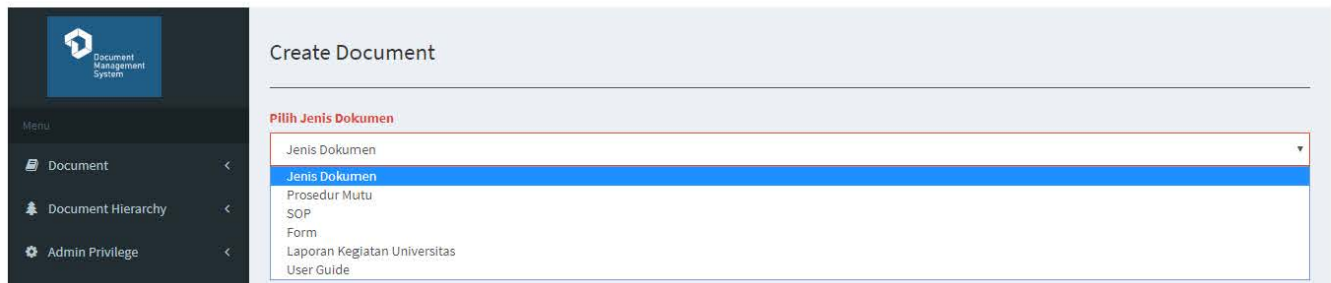 Document
Management
System
Menu
Document
Document Hierarchy
Admin Privilege
Create Document
Pilih Jenis Dokumen
Jenis Dokumen
Jenis Dokumen
Prosedur Mutu
SOP
Form
Laporan Kegiatan Universitas
User Guide